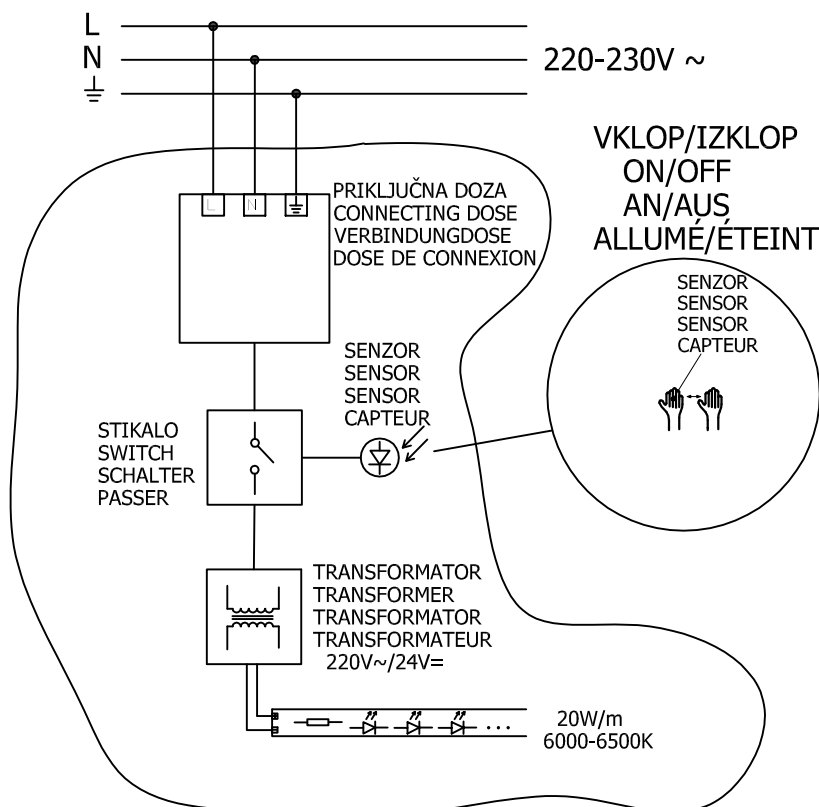 L
N
220-230V ~
VKLOP/IZKLOP
ON/OFF
AN/AUS
ALLUMÉ/ÉTEINT
L N
PRIKLJUČNA DOZA
CONNECTING DOSE
VERBINDUNGDOSE
DOSE DE CONNEXION
SENZOR
SENSOR
SENSOR
CAPTEUR
SENZOR
SENSOR
SENSOR
CAPTEUR
STIKALO
SWITCH
SCHALTER
PASSER
TRANSFORMATOR
TRANSFORMER
TRANSFORMATOR
TRANSFORMATEUR
220V~/24V=
20W/m
6000-6500K